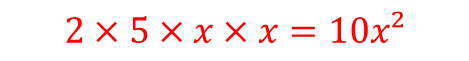 2 × 5 × 𝑥 × 𝑥 = 10𝑥²